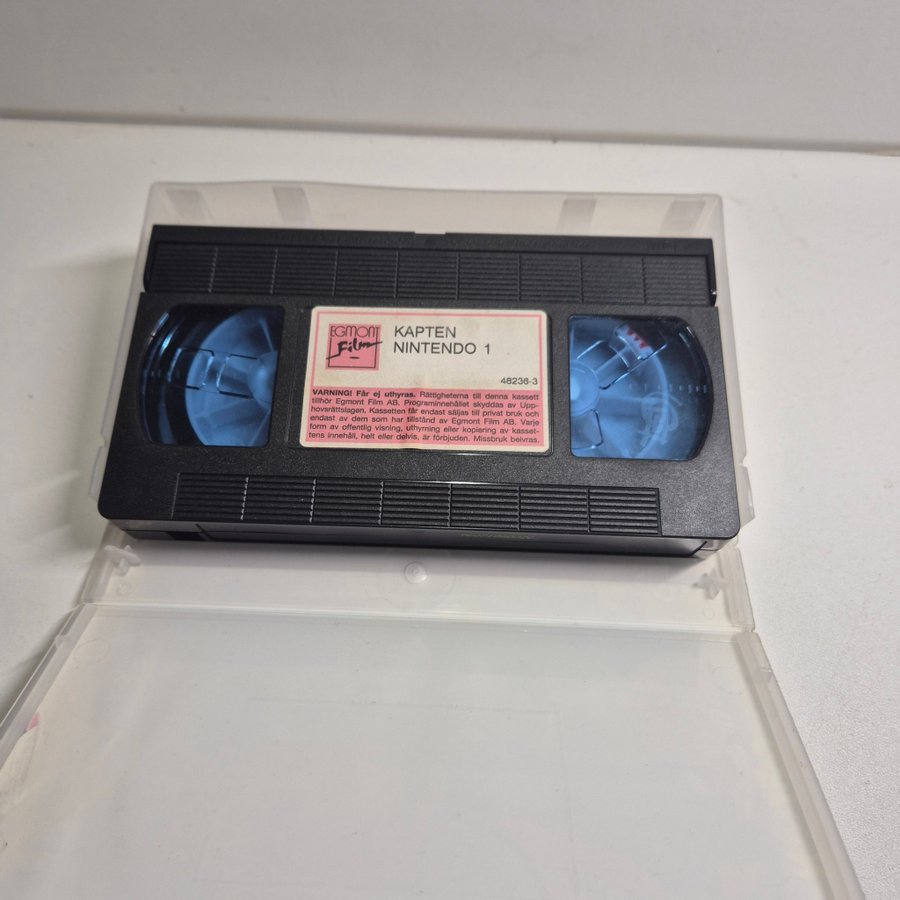 EGMONT
Film
KAPTEN
NINTENDO 1
46236-3
VARNING! Får ej uthyras. Rättigheterna till denna kassett
tillhör Egmont Film AB. Programinnehållet skyddas av Upp-
hovsrättslagen. Kassetten får endast säljas till privat bruk och
endast av dem som har tillstånd av Egmont Film AB. Varje
form av offentlig visning, uthyrning eller kopiering av kasset-
tens innehåll, helt eller delvis, är förbjuden. Missbruk beivras.